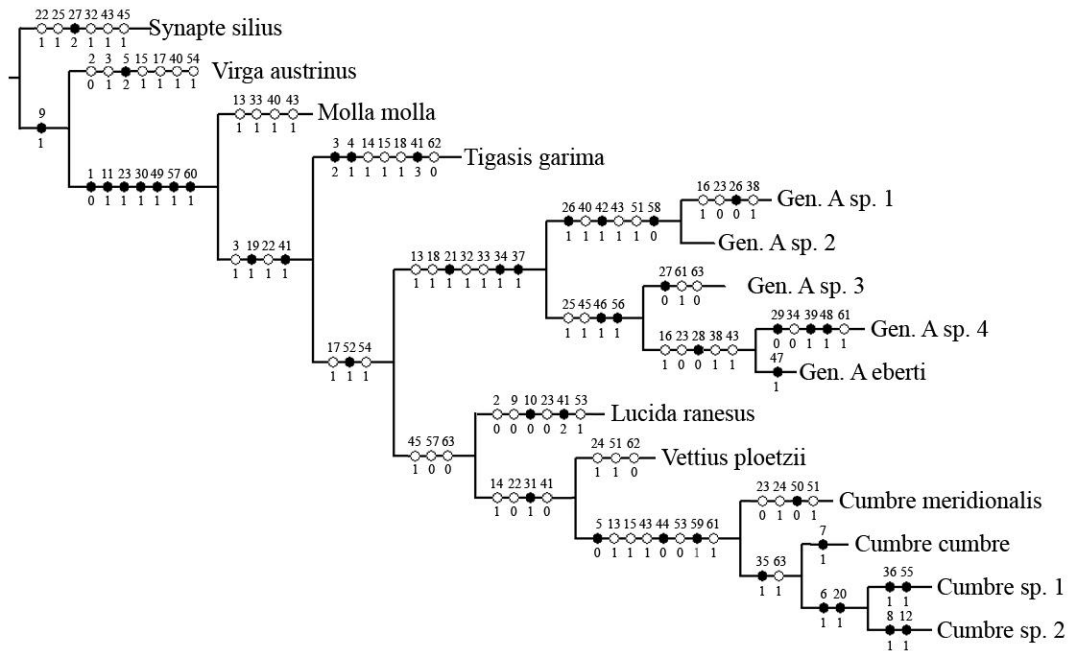 22 25 27 32 43 45
Synapte silius
1 1 2 1 1 1
2 3 5 15 17 40 54
Virga austrinus
0 1 2 1 1 1 1
9
1
13 33 40 43
Molla molla
1 1 1 1
3 4 14 15 18 41 62
Tigasis garima
2 1 1 1 1 3 0
1 11 23 30 49 57 60
0 1 1 1 1 1 1
16 23 26 38
Gen. A sp. 1
1 0 0 1
26 40 42 43 51 58
1 1 1 1 1 0
Gen. A sp. 2
3 19 22 41
1 1 1 1
13 18 21 32 33 34 37
1 1 1 1 1 1 1
27 61 63
Gen. A sp. 3
0 1 0
25 45 46 56
1 1 1 1
29 34 39 48 61
Gen. A sp. 4
0 0 1 1 1
16 23 28 38 43
1 0 0 1 1
17 52 54
1 1 1
47
Gen. A eberti
1
2 9 10 23 41 53
Lucida ranesus
0 0 0 0 2 1
45 57 63
1 0 0
24 51 62
Vettius ploetzii
1 1 0
14 22 31 41
1 0 1 0
23 24 50 51
Cumbre meridionalis
0 1 0 1
5 13 15 43 44 53 59 61
0 1 1 1 0 0 1 1
7
Cumbre cumbre
1
35 63
1 1
36 55
Cumbre sp. 1
1 1
6 20
1 1
8 12
Cumbre sp. 2
1 1